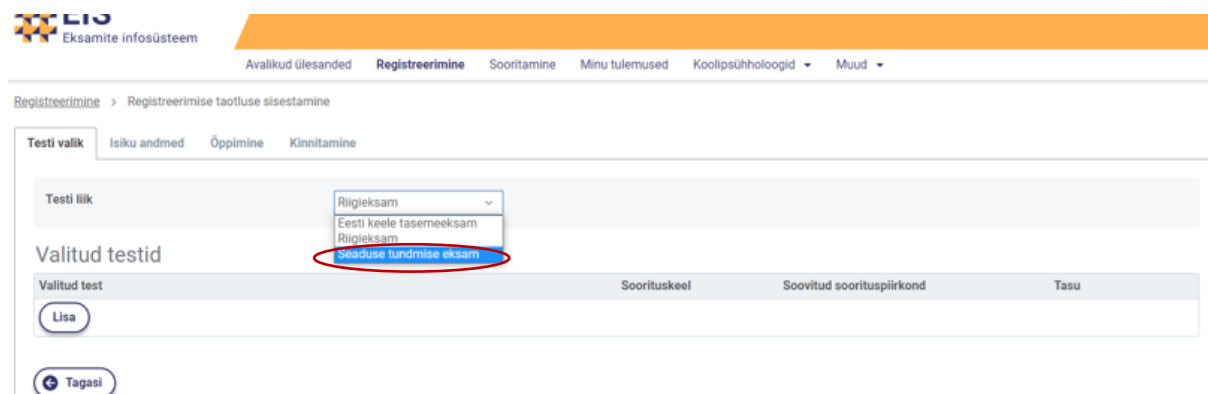 EIS
Eksamite infosüsteem
Avalikud ülesanded Registreerimine Sooritamine Minu tulemused Koolipsühholoogid Muud
Registreerimine > Registreerimise taotluse sisestamine
Testi valik Isiku andmed Õppimine Kinnitamine
Testi liik Riigieksam
Eesti keele tasemeeksam
Riigieksam
Seaduse tundmise eksam
Valitud testid
Valitud test Soorituskeel Soovitud soorituspiirkond Tasu
Lisa
Tagasi